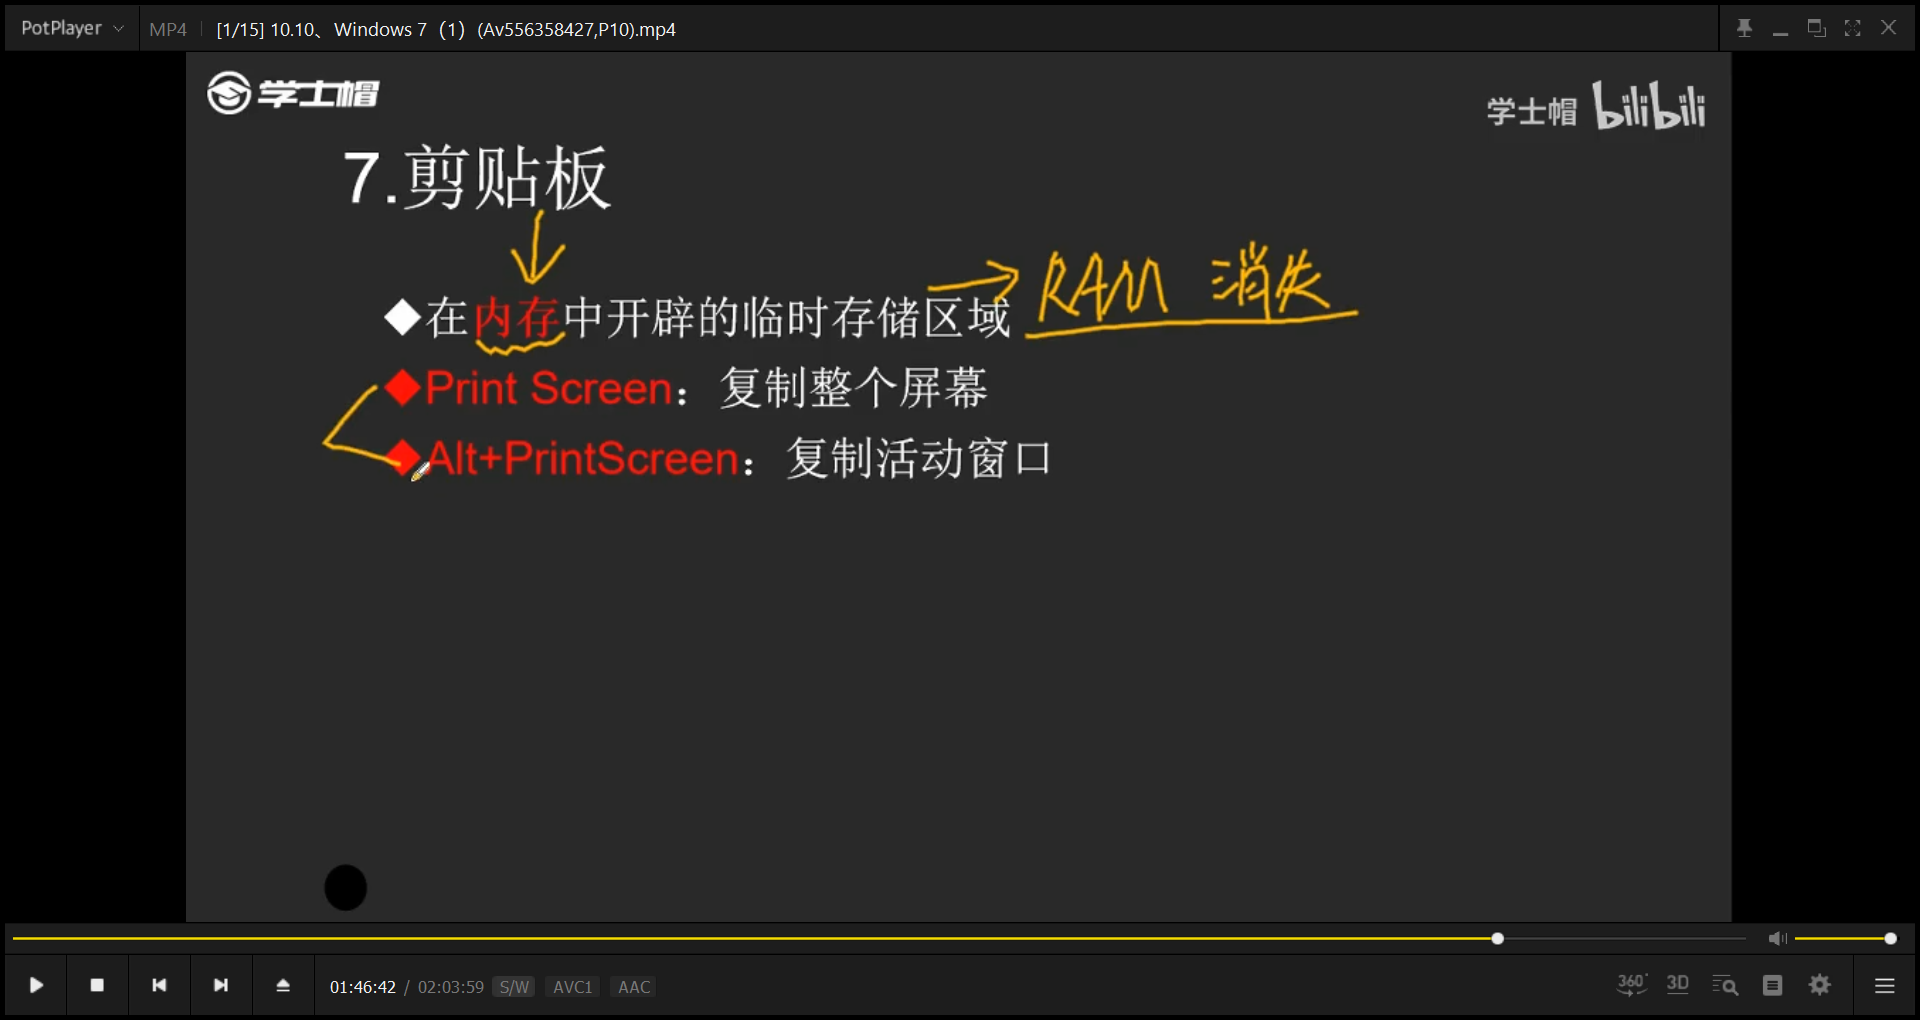 PotPlayer MP4 [1/15] 10.10、Windows 7（1）(Av556358427,P10).mp4
学士帽
学士帽 bilibili
7.剪贴板
RAM 消失
◆在内存中开辟的临时存储区域
◆Print Screen：复制整个屏幕
◆Alt+PrintScreen：复制活动窗口
01:46:42 / 02:03:59 S/W AVC1 AAC
360° 3D